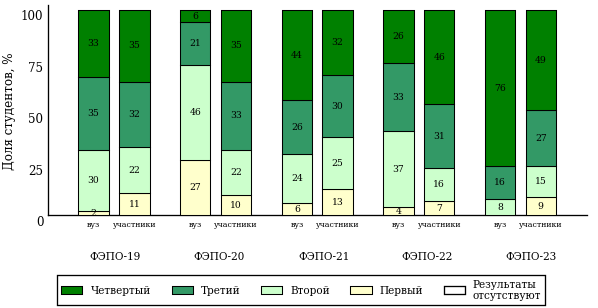 Доля студентов, %
100
75
50
25
0
33 35 6 35 44 32 26 46 76 49
35 32 21 33 26 30 33 31 16 27
30 22 46 22 24 25 37 16 8 15
2 11 27 10 6 13 4 7 9
вуз участники вуз участники вуз участники вуз участники вуз участники
ФЭПО-19 ФЭПО-20 ФЭПО-21 ФЭПО-22 ФЭПО-23
Четвертый Третий Второй Первый Результаты
отсутствуют